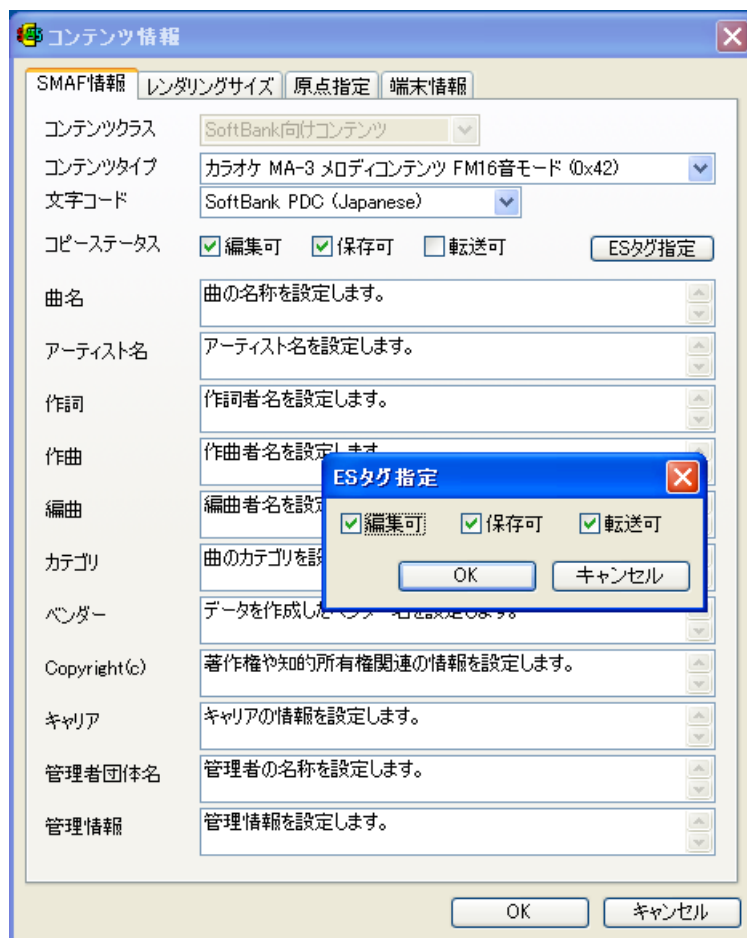 コンテンツ情報
SMAF情報 レンダリングサイズ 原点指定 端末情報
コンテンツクラス SoftBank向けコンテンツ
コンテンツタイプ カラオケ MA-3 メロディコンテンツ FM16音モード (0x42)
文字コード SoftBank PDC (Japanese)
コピーステータス 編集可 保存可 転送可 ESタグ指定
曲名 曲の名称を設定します。
アーティスト名 アーティスト名を設定します。
作詞 作詞者名を設定します。
作曲 作曲者名を設定します
ESタグ指定
編曲 編曲者名を設定
編集可 保存可 転送可
カテゴリ 曲のカテゴリを設
OK キャンセル
ベンダー データを作成したベンダー名を設定します。
Copyright(c) 著作権や知的所有権関連の情報を設定します。
キャリア キャリアの情報を設定します。
管理者団体名 管理者の名称を設定します。
管理情報 管理情報を設定します。
OK キャンセル